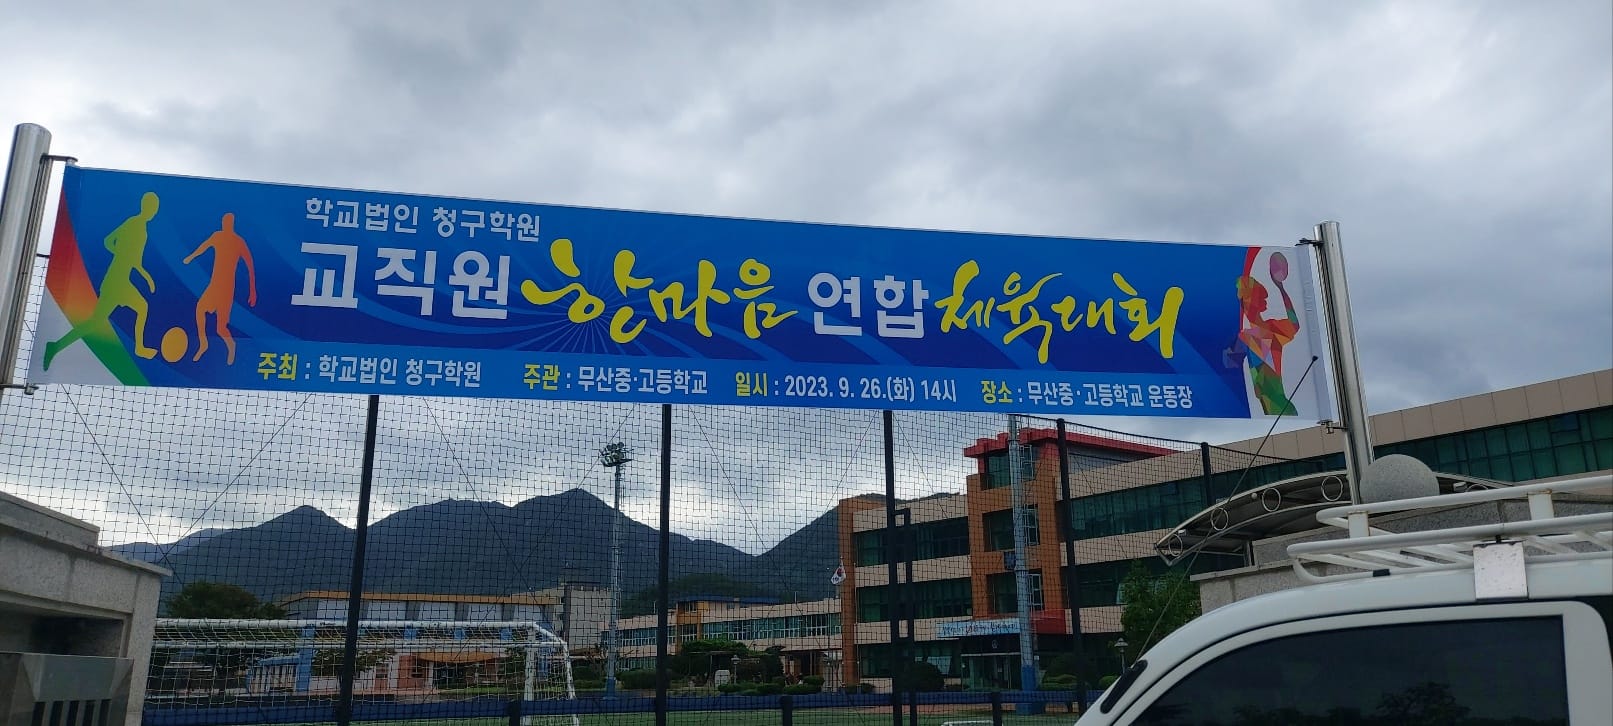 학교법인 청구학원
교직원 한마음 연합 체육대회
주최 : 학교법인 청구학원 주관 : 무산중·고등학교 일시 : 2023. 9. 26.(화) 14시 장소 : 무산중·고등학교 운동장